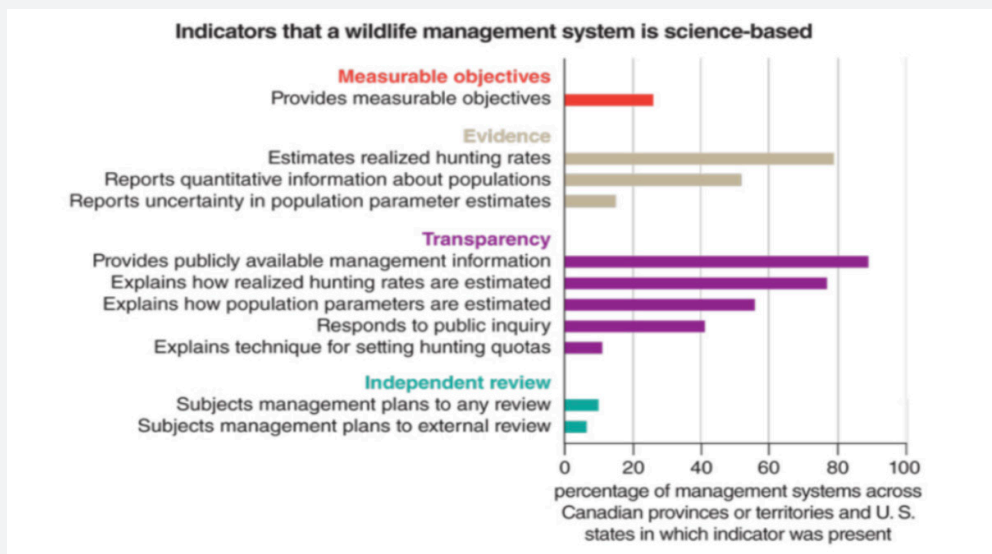 Indicators that a wildlife management system is science-based
Measurable objectives
Provides measurable objectives
Evidence
Estimates realized hunting rates
Reports quantitative information about populations
Reports uncertainty in population parameter estimates
Transparency
Provides publicly available management information
Explains how realized hunting rates are estimated
Explains how population parameters are estimated
Responds to public inquiry
Explains technique for setting hunting quotas
Independent review
Subjects management plans to any review
Subjects management plans to external review
0 20 40 60 80 100
percentage of management systems across
Canadian provinces or territories and U. S.
states in which indicator was present